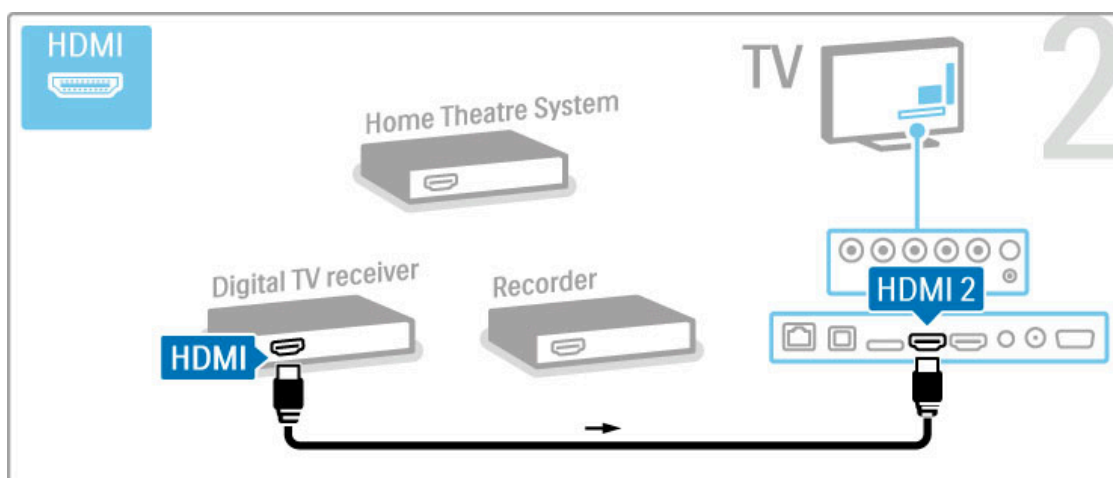 HDMI
TV
2
Home Theatre System
Digital TV receiver
Recorder
HDMI 2
HDMI